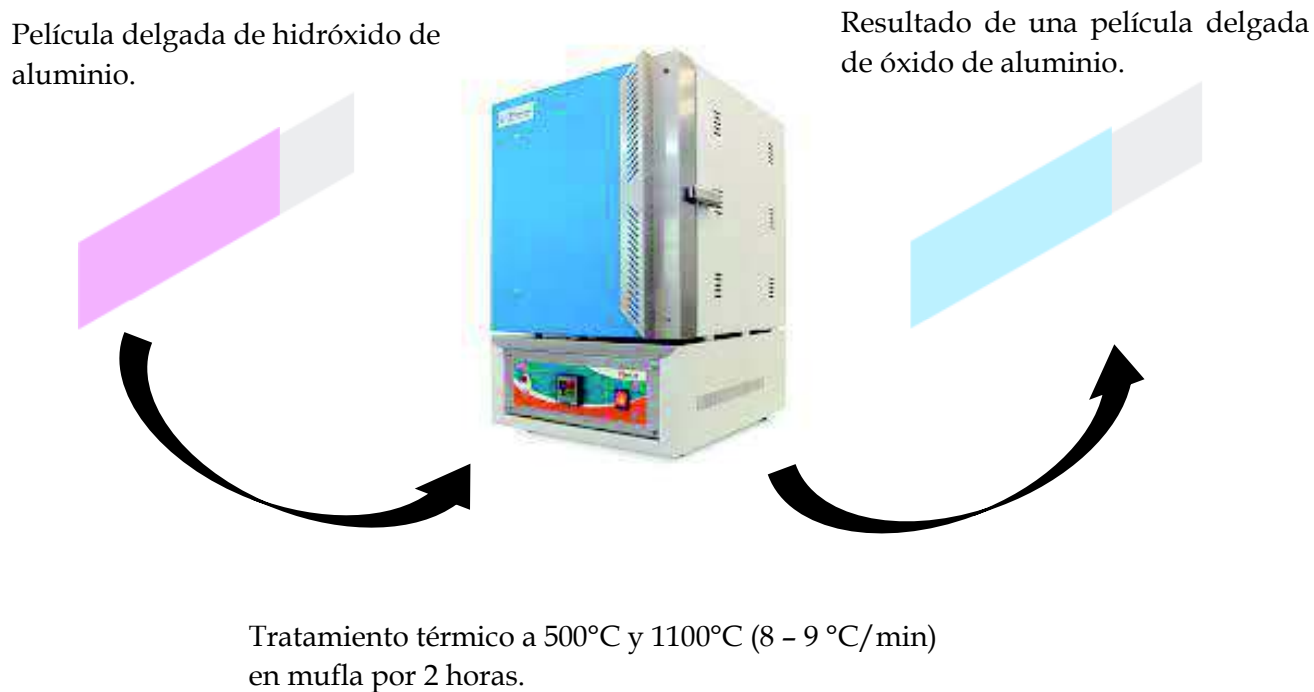 Película delgada de hidróxido de
aluminio.
Resultado de una película delgada
de óxido de aluminio.
Tratamiento térmico a 500°C y 1100°C (8 – 9 °C/min)
en mufla por 2 horas.